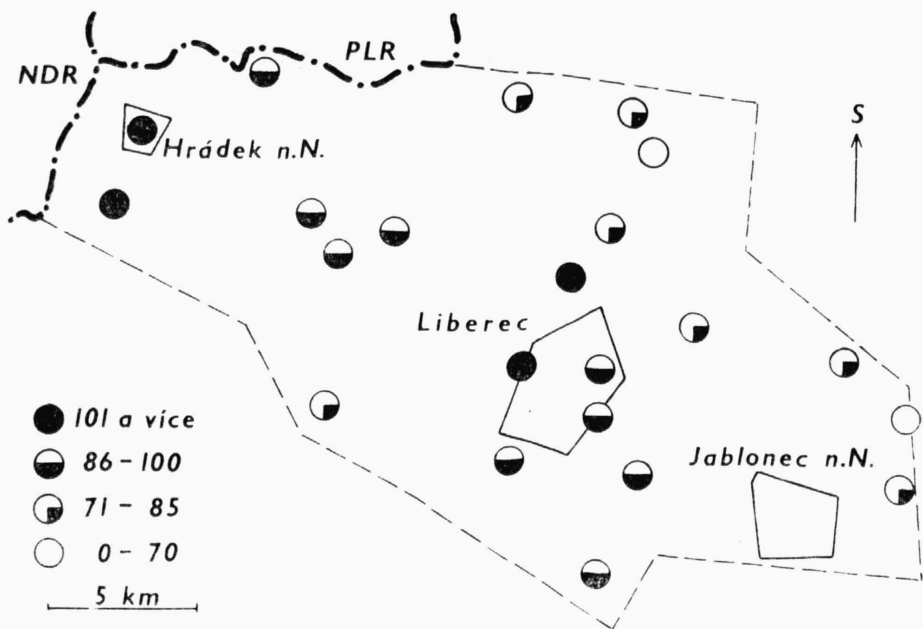 PLR
NDR
S
Hrádek n.N.
Liberec
Jablonec n.N.
101 a více
86 – 100
71 – 85
0 – 70
5 km